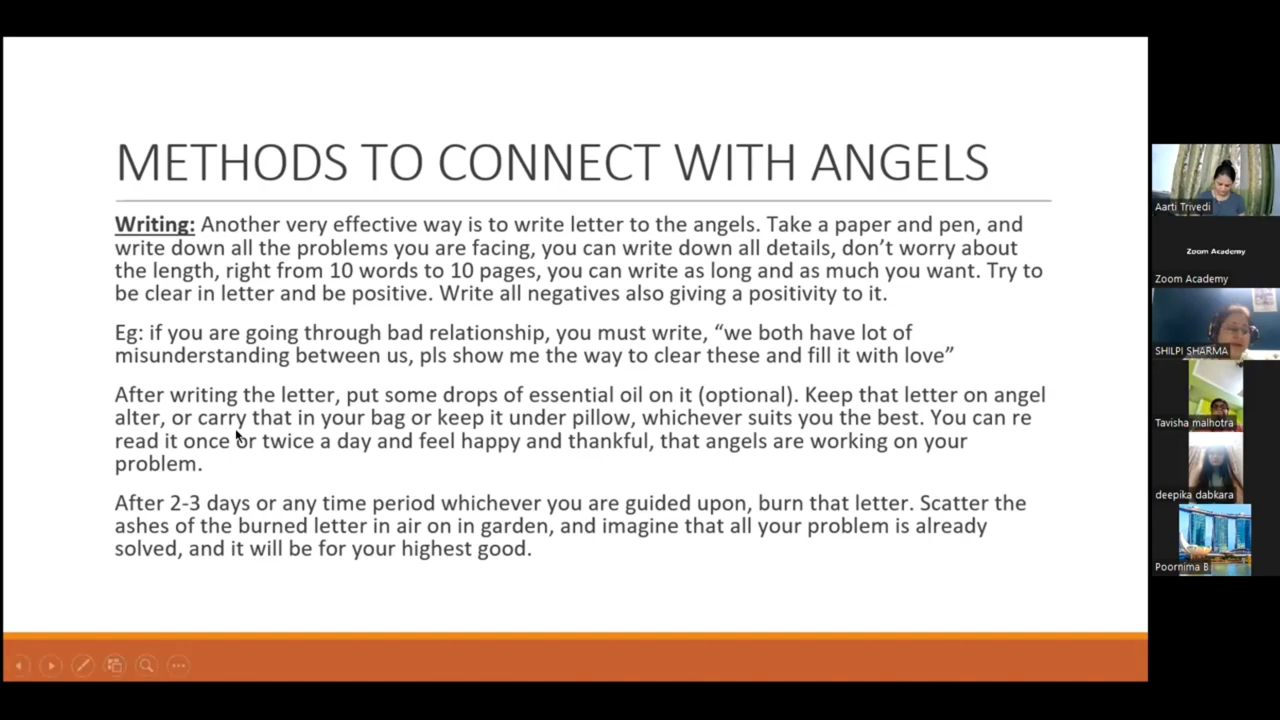 METHODS TO CONNECT WITH ANGELS
Writing: Another very effective way is to write letter to the angels. Take a paper and pen, and
write down all the problems you are facing, you can write down all details, don’t worry about
the length, right from 10 words to 10 pages, you can write as long and as much you want. Try to
be clear in letter and be positive. Write all negatives also giving a positivity to it.
Eg: if you are going through bad relationship, you must write, “we both have lot of
misunderstanding between us, pls show me the way to clear these and fill it with love”
After writing the letter, put some drops of essential oil on it (optional). Keep that letter on angel
alter, or carry that in your bag or keep it under pillow, whichever suits you the best. You can re
read it once or twice a day and feel happy and thankful, that angels are working on your
problem.
After 2-3 days or any time period whichever you are guided upon, burn that letter. Scatter the
ashes of the burned letter in air on in garden, and imagine that all your problem is already
solved, and it will be for your highest good.
Aarti Trivedi
Zoom Academy
Zoom Academy
SHILPI SHARMA
Tavisha malhotra
deepika dabkara
Poornima B